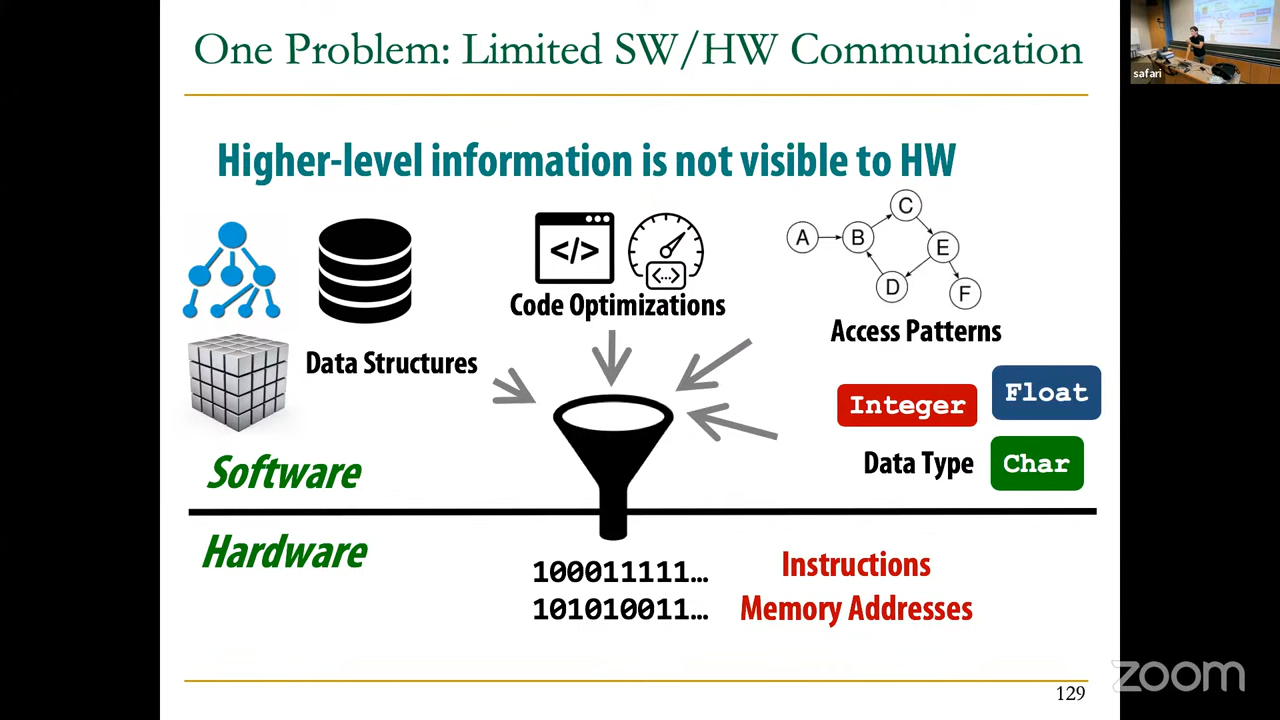 One Problem: Limited SW/HW Communication
safari
Higher-level information is not visible to HW
A
B
C
D
E
F
</>
<...>
Code Optimizations
Access Patterns
Data Structures
Integer
Float
Data Type
Char
Software
Hardware
100011111...
101010011...
Instructions
Memory Addresses
129
zoom